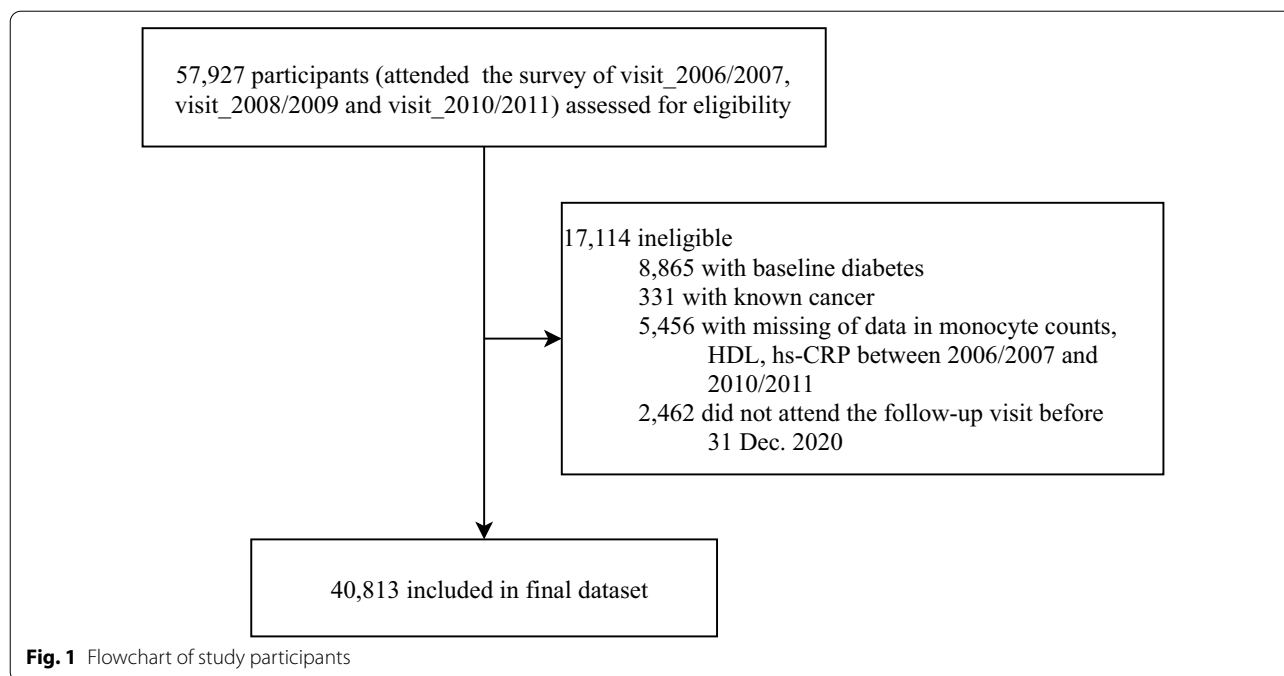 57,927 participants (attended the survey of visit_2006/2007,
visit_2008/2009 and visit_2010/2011) assessed for eligibility
17,114 ineligible
8,865 with baseline diabetes
331 with known cancer
5,456 with missing of data in monocyte counts,
HDL, hs-CRP between 2006/2007 and
2010/2011
2,462 did not attend the follow-up visit before
31 Dec. 2020
40,813 included in final dataset
Fig. 1 Flowchart of study participants